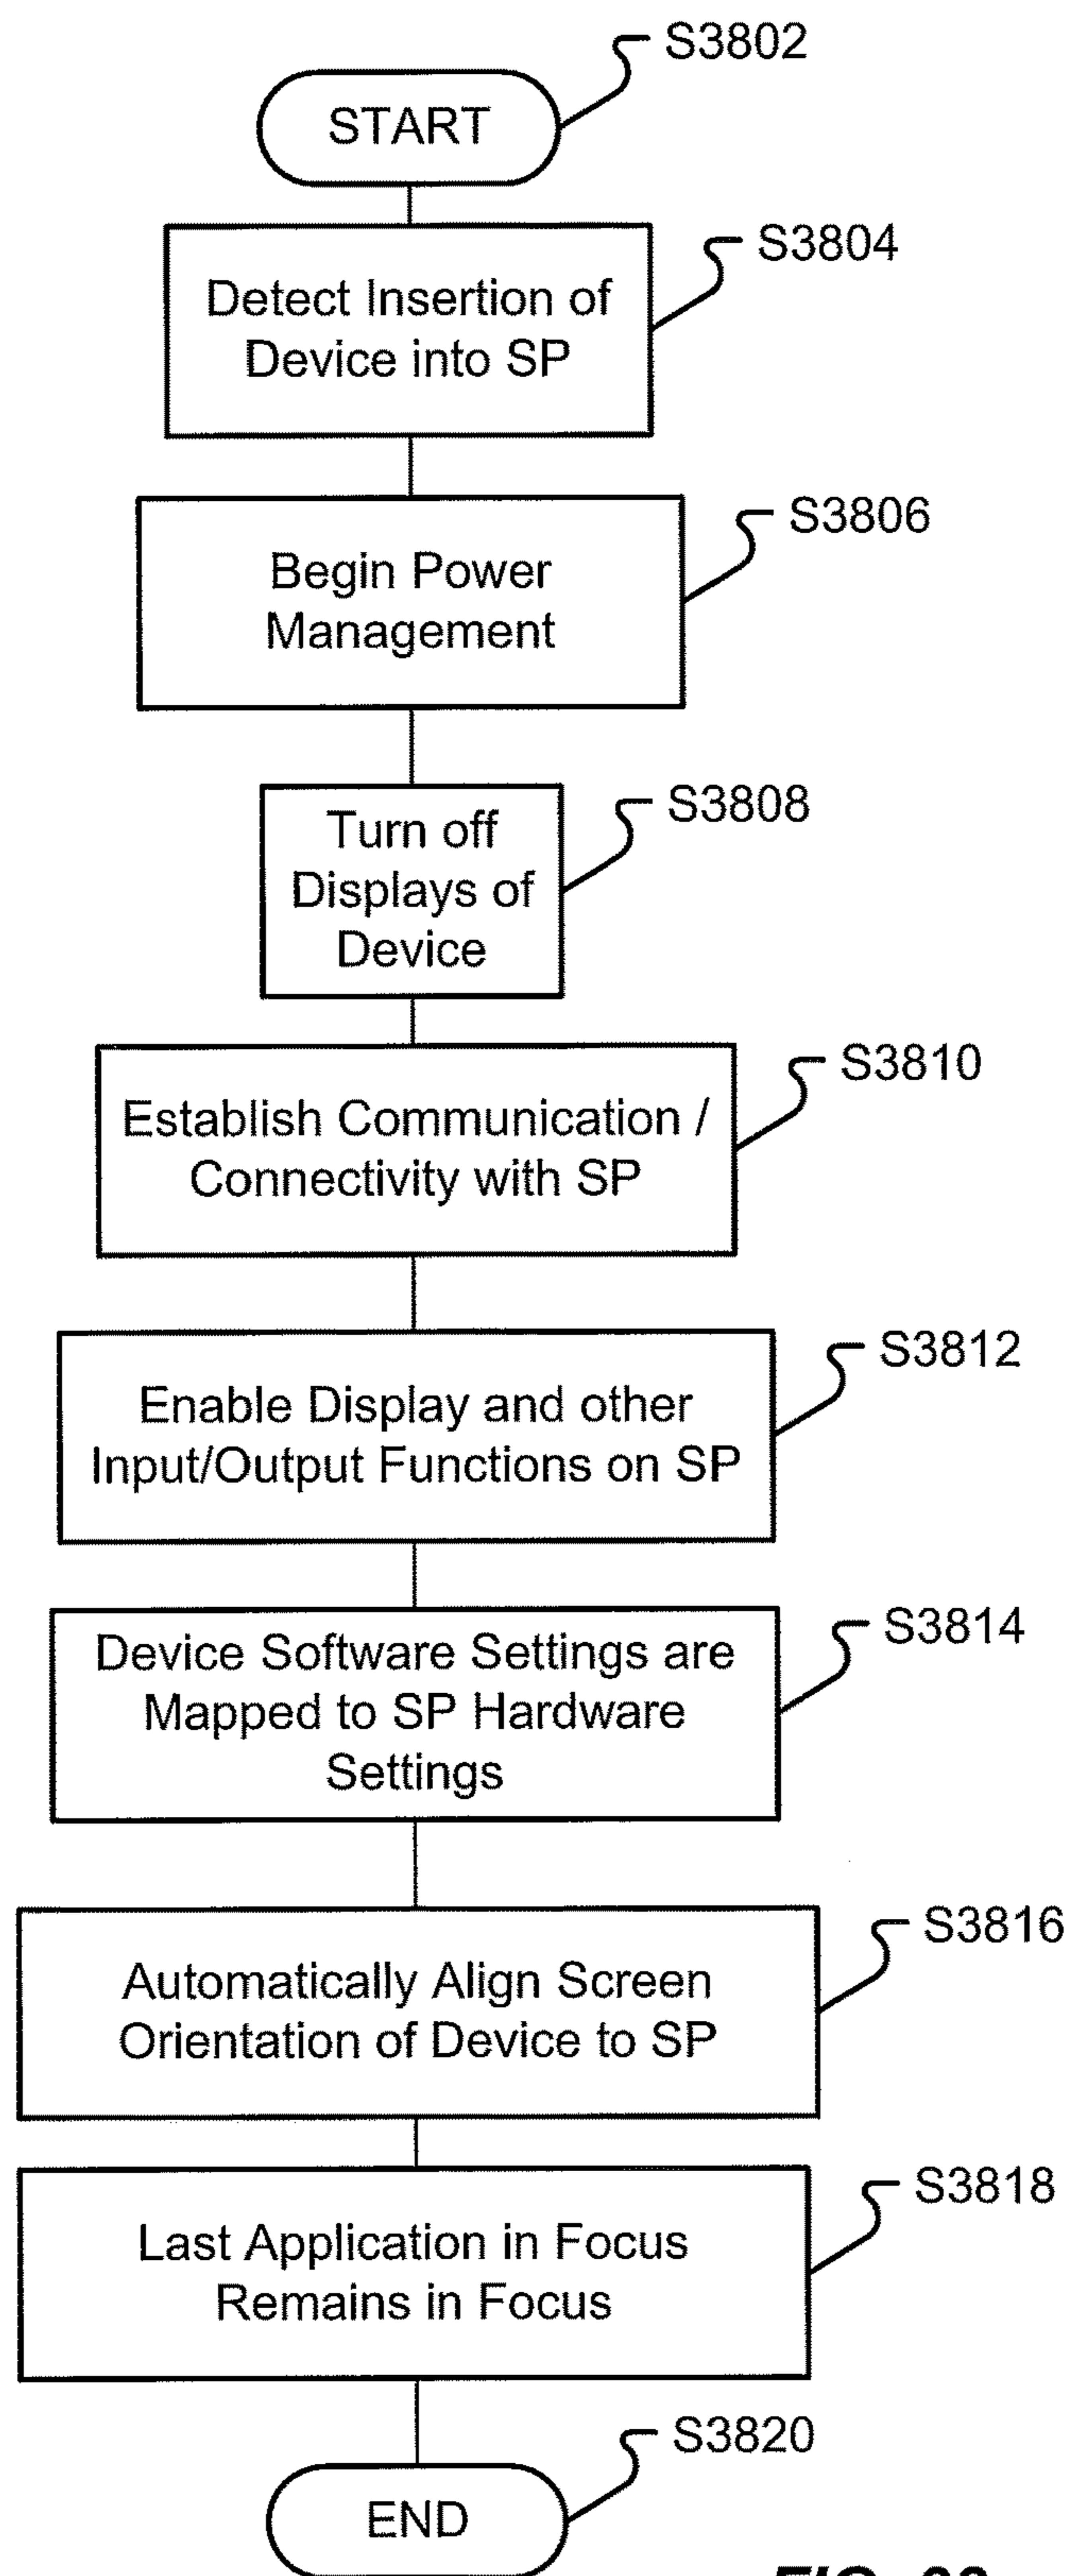 S3802
START
S3804
Detect Insertion of
Device into SP
S3806
Begin Power
Management
S3808
Turn off
Displays of
Device
S3810
Establish Communication /
Connectivity with SP
S3812
Enable Display and other
Input/Output Functions on SP
S3814
Device Software Settings are
Mapped to SP Hardware
Settings
S3816
Automatically Align Screen
Orientation of Device to SP
S3818
Last Application in Focus
Remains in Focus
S3820
END